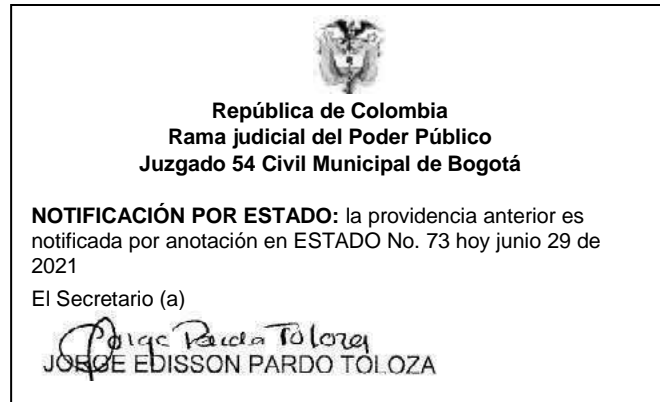 República de Colombia
Rama judicial del Poder Público
Juzgado 54 Civil Municipal de Bogotá
NOTIFICACIÓN POR ESTADO: la providencia anterior es
notificada por anotación en ESTADO No. 73 hoy junio 29 de
2021
El Secretario (a)
Jorge Pardo Toloza
JORGE EDISSON PARDO TOLOZA